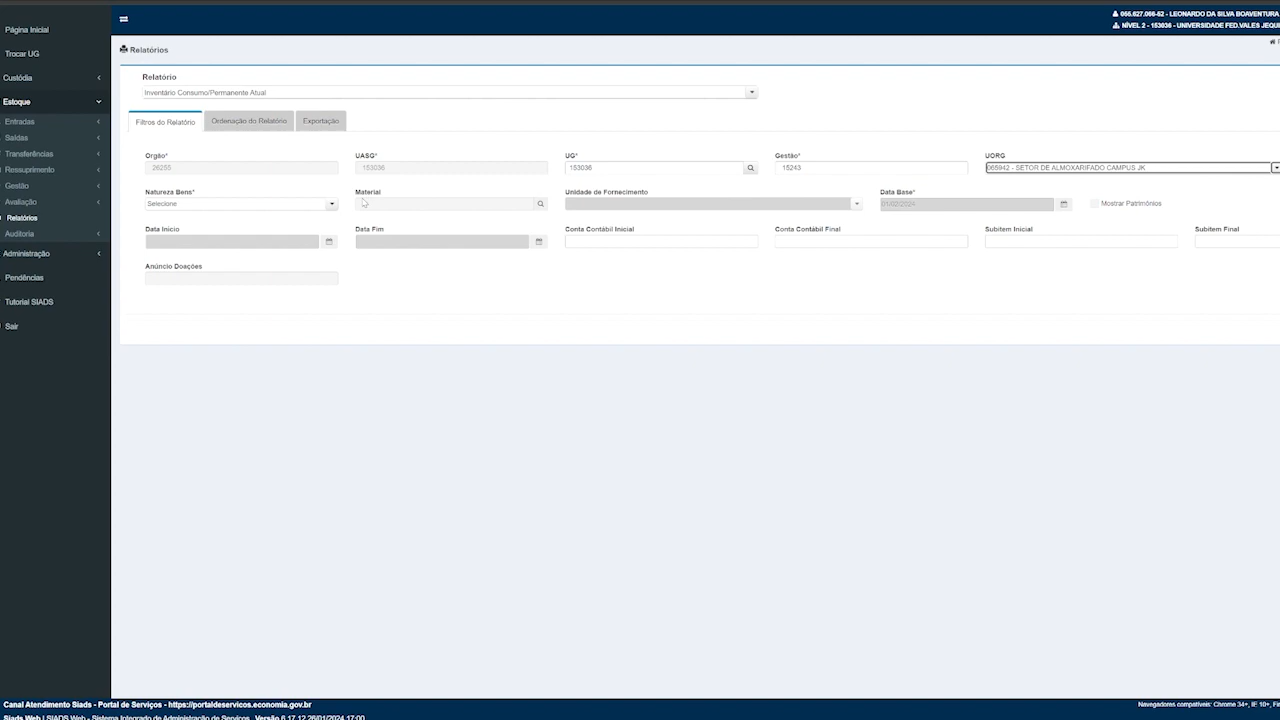 Página Inicial
Trocar UG
Custódia
Estoque
Entradas
Saídas
Transferências
Ressuprimento
Gestão
Avaliação
Relatórios
Auditoria
Administração
Pendências
Tutorial SIADS
Sair
066.627.066-62 - LEONARDO DA SILVA BOAVENTURA
NÍVEL 2 - 153036 - UNIVERSIDADE FED.VALES JEQUI
Relatórios
Relatório
Inventário Consumo/Permanente Atual
Filtros do Relatório Ordenação do Relatório Exportação
Orgão* UASG* UG* Gestão* UORG
26255 153036 153036 15243 065942 - SETOR DE ALMOXARIFADO CAMPUS JK
Natureza Bens* Material Unidade de Fornecimento Data Base*
Selecione 01/02/2024 Mostrar Patrimônios
Data Início Data Fim Conta Contábil Inicial Conta Contábil Final Subitem Inicial Subitem Final
Anúncio Doações
Canal Atendimento Siads - Portal de Serviços - https://portaldeservicos.economia.gov.br
Navegadores compatíveis: Chrome 34+, IE 10+,
Siads Web | SIADS Web - Sistema Integrado de Administração de Serviços Versão 6.17.12 26/01/2024 17:00